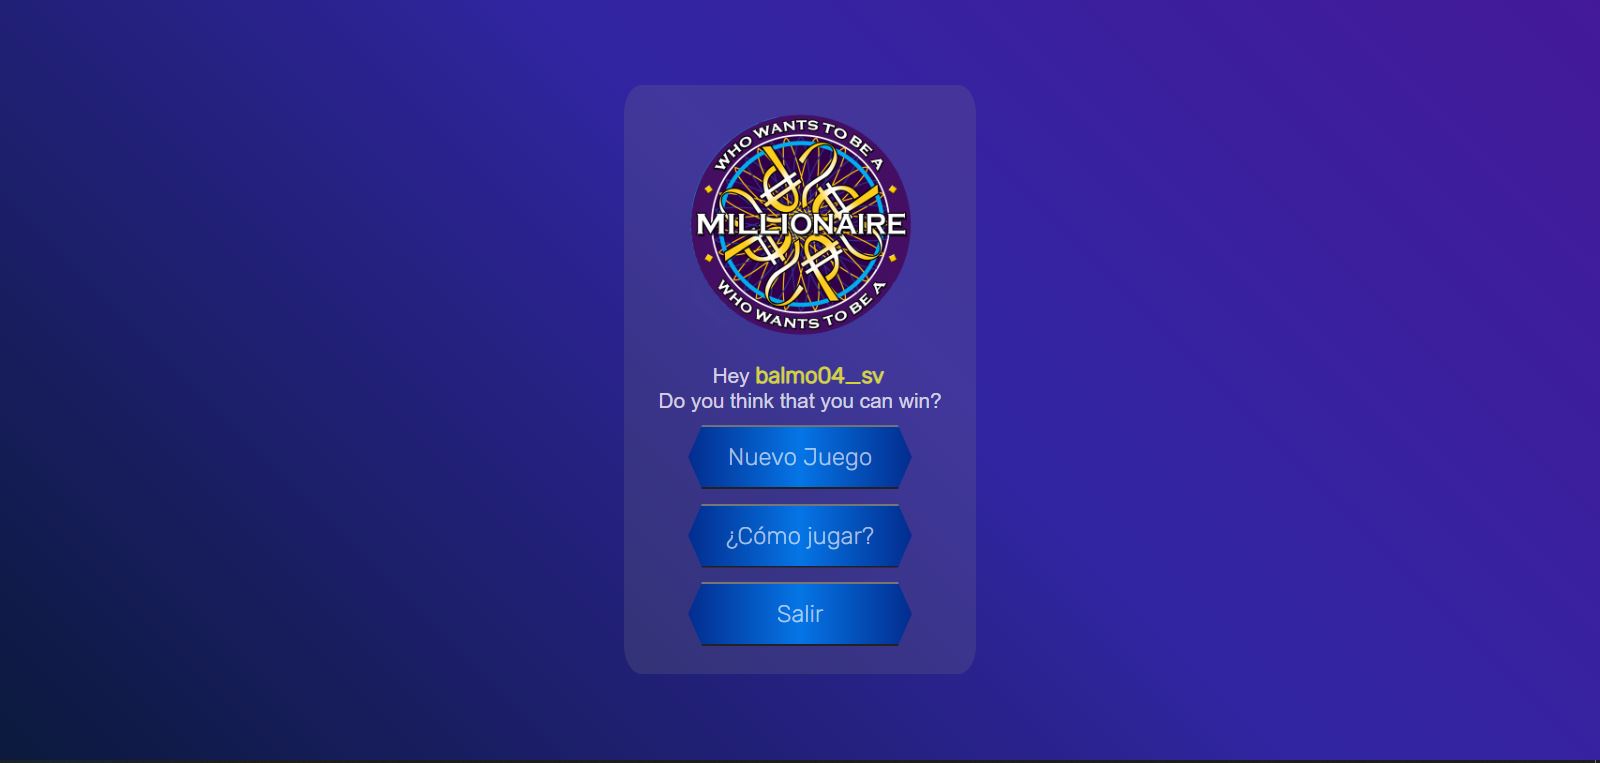 WHO WANTS TO BE A
MILLIONAIRE
WHO WANTS TO BE A
Hey balmo04_sv
Do you think that you can win?
Nuevo Juego
¿Cómo jugar?
Salir